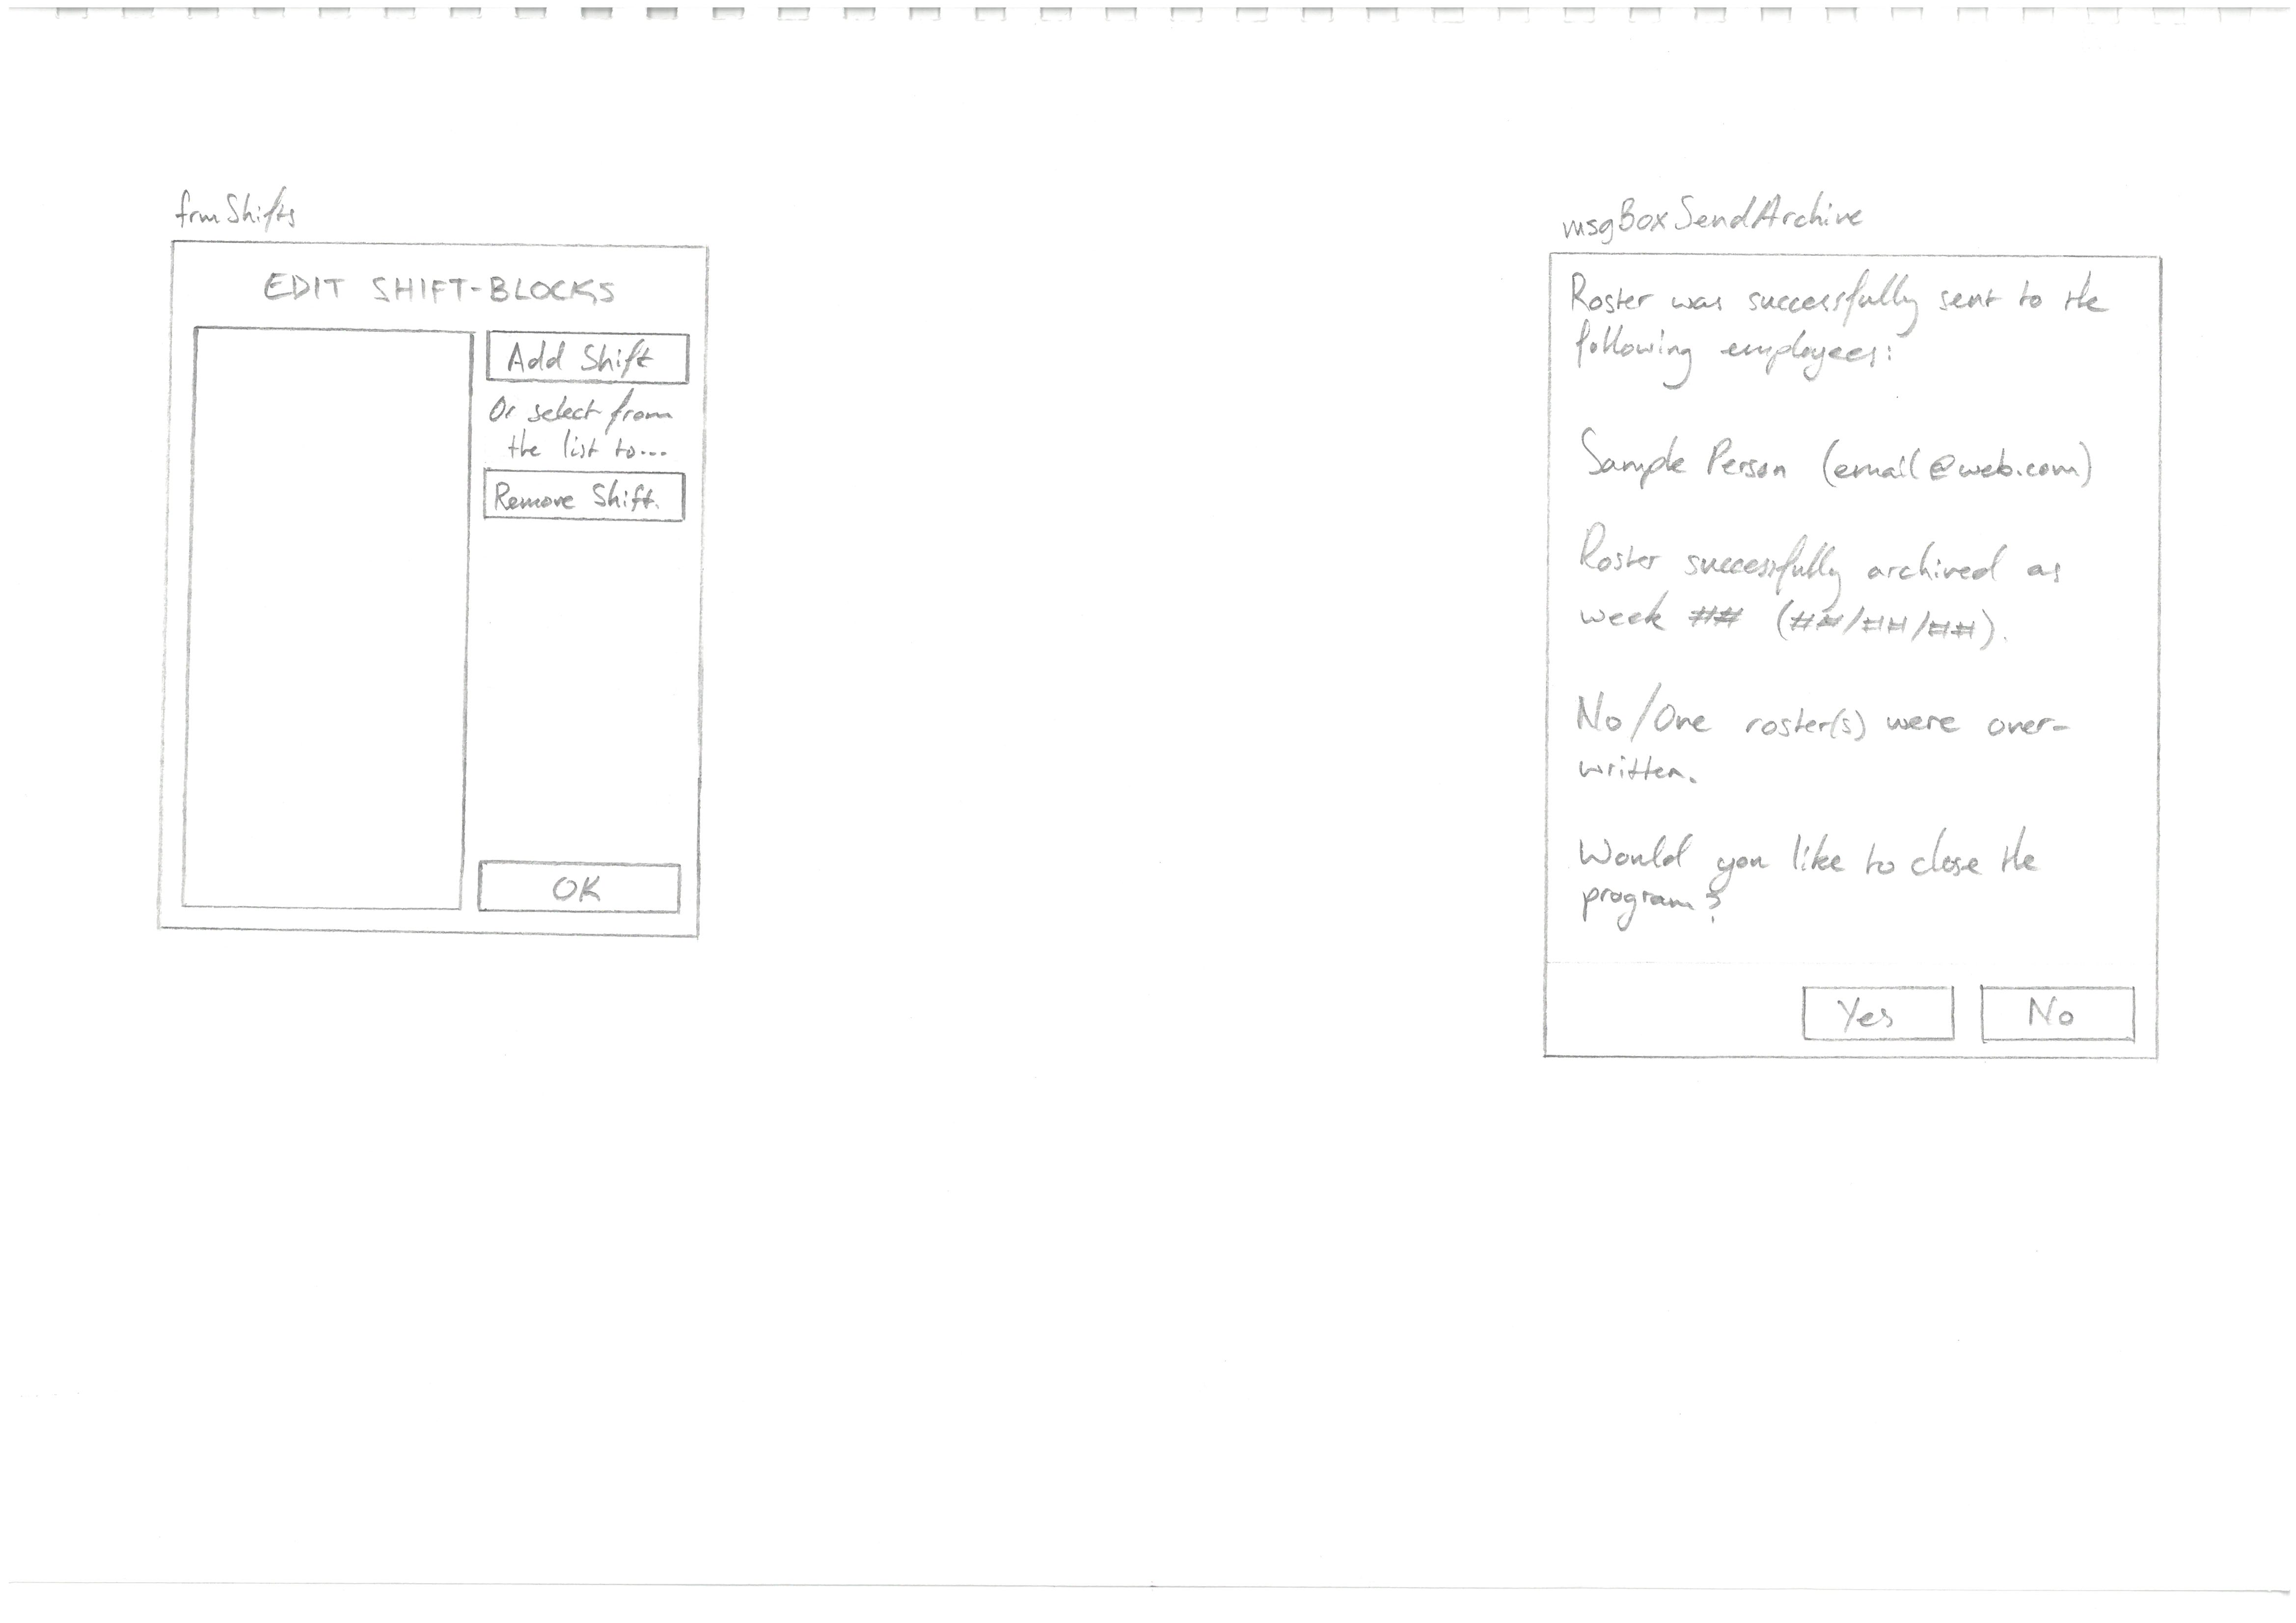 frmShifts
EDIT SHIFT-BLOCKS
Add Shift
Or select from
the list to...
Remove Shift.
OK
msgBoxSendArchive
Roster was successfully sent to the
following employees:
Sample Person (email@web.com)
Roster successfully archived as
week ## (##/##/##).
No/One roster(s) were over-
written.
Would you like to close the
program?
Yes
No